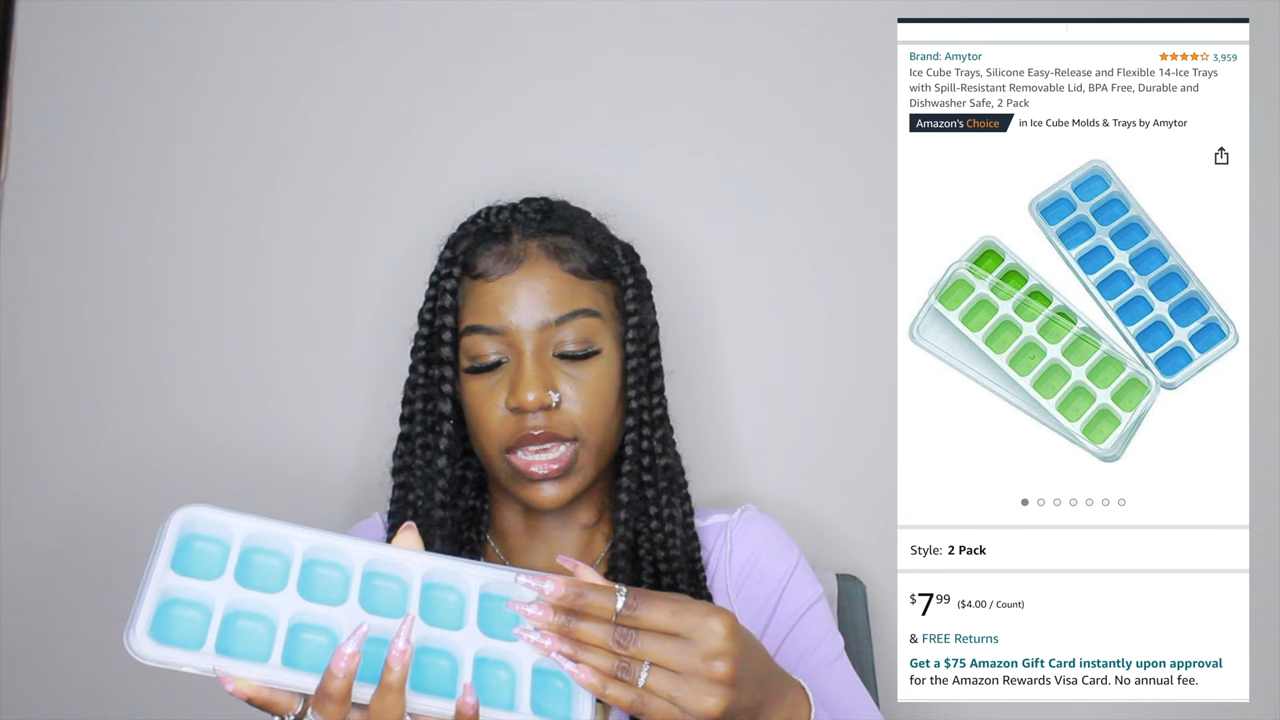 Brand: Amytor
3,959
Ice Cube Trays, Silicone Easy-Release and Flexible 14-Ice Trays
with Spill-Resistant Removable Lid, BPA Free, Durable and
Dishwasher Safe, 2 Pack
Amazon's Choice in Ice Cube Molds & Trays by Amytor
Style: 2 Pack
$7 99 ($4.00 / Count)
& FREE Returns
Get a $75 Amazon Gift Card instantly upon approval
for the Amazon Rewards Visa Card. No annual fee.